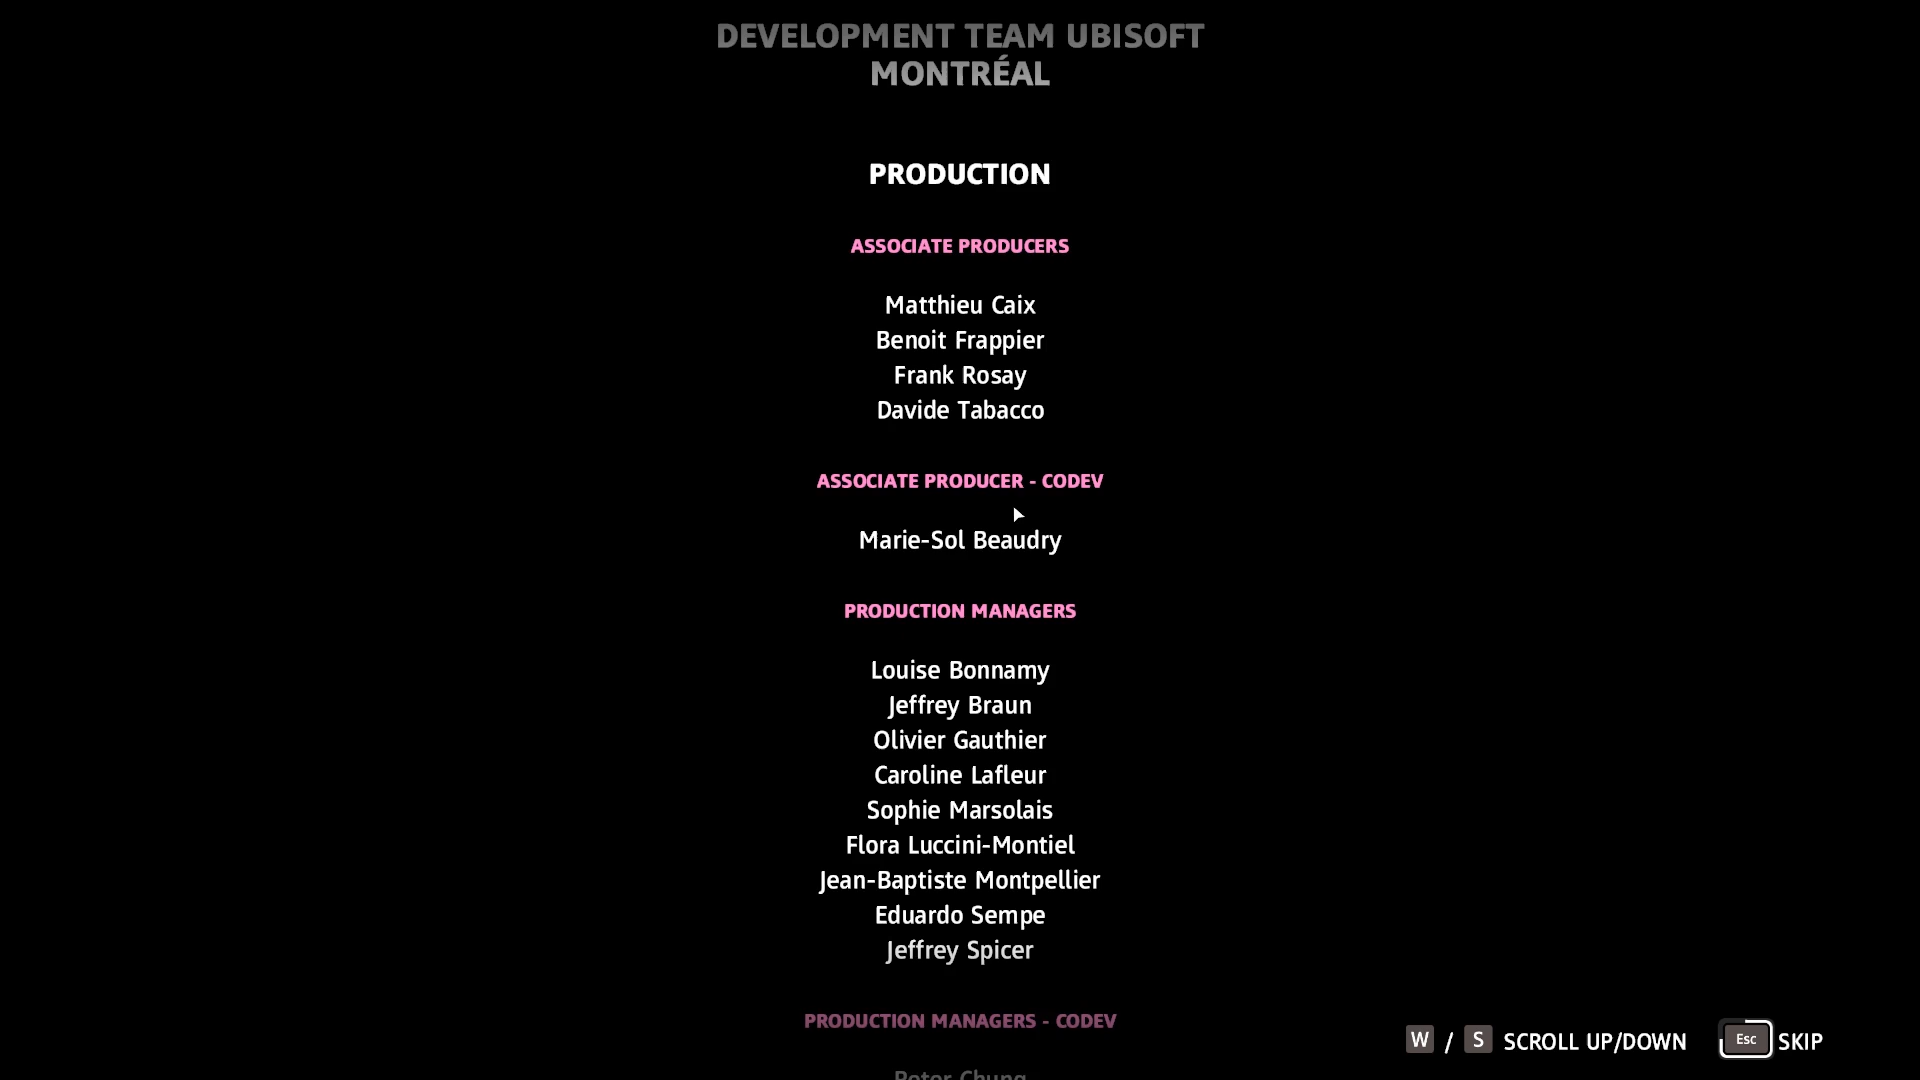 DEVELOPMENT TEAM UBISOFT
MONTRÉAL
PRODUCTION
ASSOCIATE PRODUCERS
Matthieu Caix
Benoit Frappier
Frank Rosay
Davide Tabacco
ASSOCIATE PRODUCER - CODEV
Marie-Sol Beaudry
PRODUCTION MANAGERS
Louise Bonnamy
Jeffrey Braun
Olivier Gauthier
Caroline Lafleur
Sophie Marsolais
Flora Luccini-Montiel
Jean-Baptiste Montpellier
Eduardo Sempe
Jeffrey Spicer
PRODUCTION MANAGERS - CODEV
Peter Chung
W / S SCROLL UP/DOWN Esc SKIP